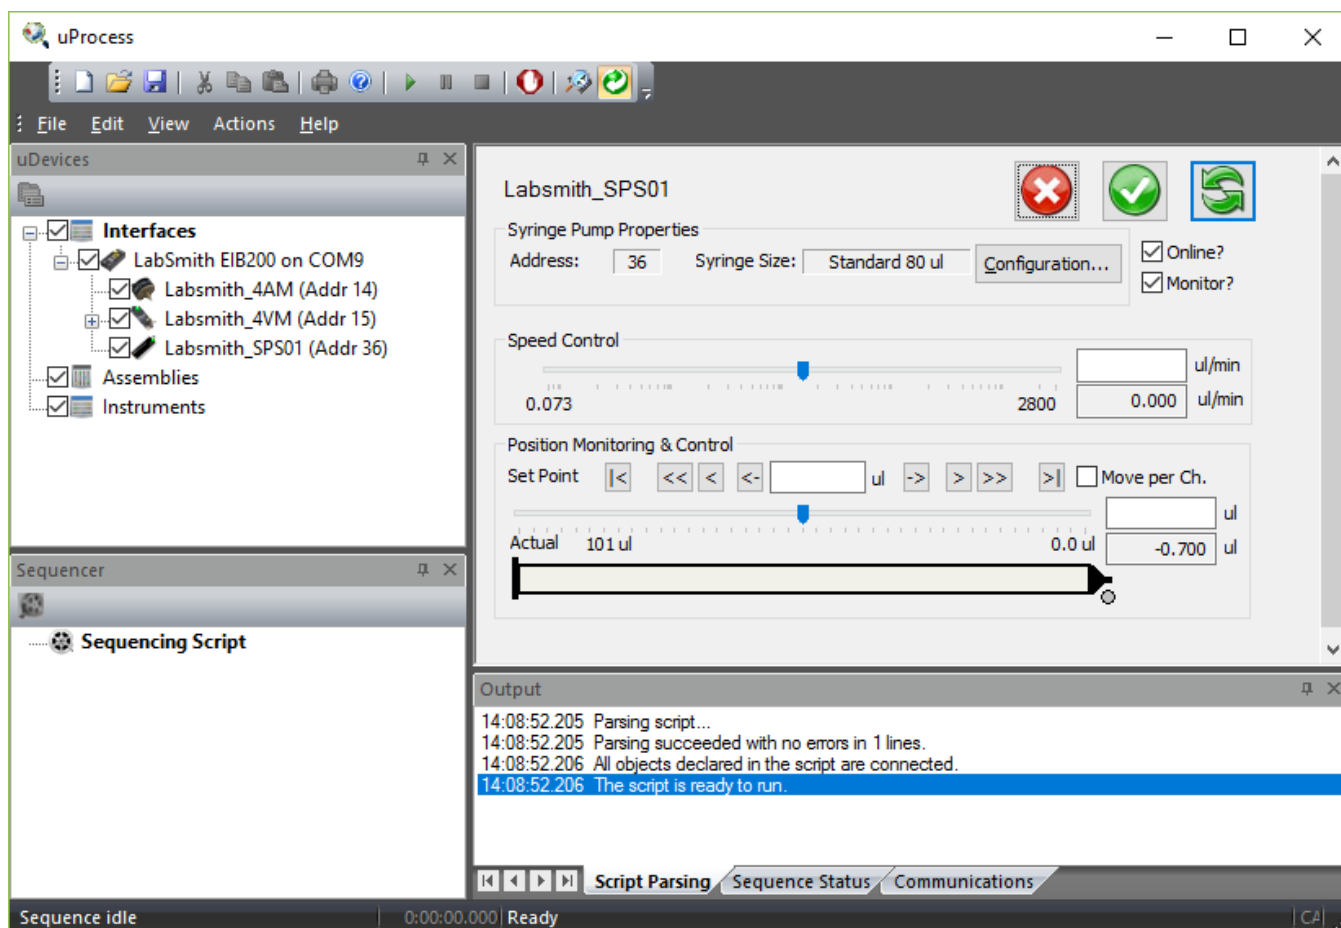 uProcess
File Edit View Actions Help
uDevices
Interfaces
LabSmith EIB200 on COM9
Labsmith_4AM (Addr 14)
Labsmith_4VM (Addr 15)
Labsmith_SPS01 (Addr 36)
Assemblies
Instruments
Sequencer
Sequencing Script
Labsmith_SPS01
Syringe Pump Properties
Address: 36 Syringe Size: Standard 80 ul Configuration...
Online?
Monitor?
Speed Control
ul/min
0.073 2800 0.000 ul/min
Position Monitoring & Control
Set Point |< << < <- ul -> > >> >| Move per Ch.
ul
Actual 101 ul 0.0 ul -0.700 ul
Output
14:08:52.205 Parsing script...
14:08:52.205 Parsing succeeded with no errors in 1 lines.
14:08:52.206 All objects declared in the script are connected.
14:08:52.206 The script is ready to run.
Script Parsing Sequence Status Communications
Sequence idle 0:00:00.000 Ready CA